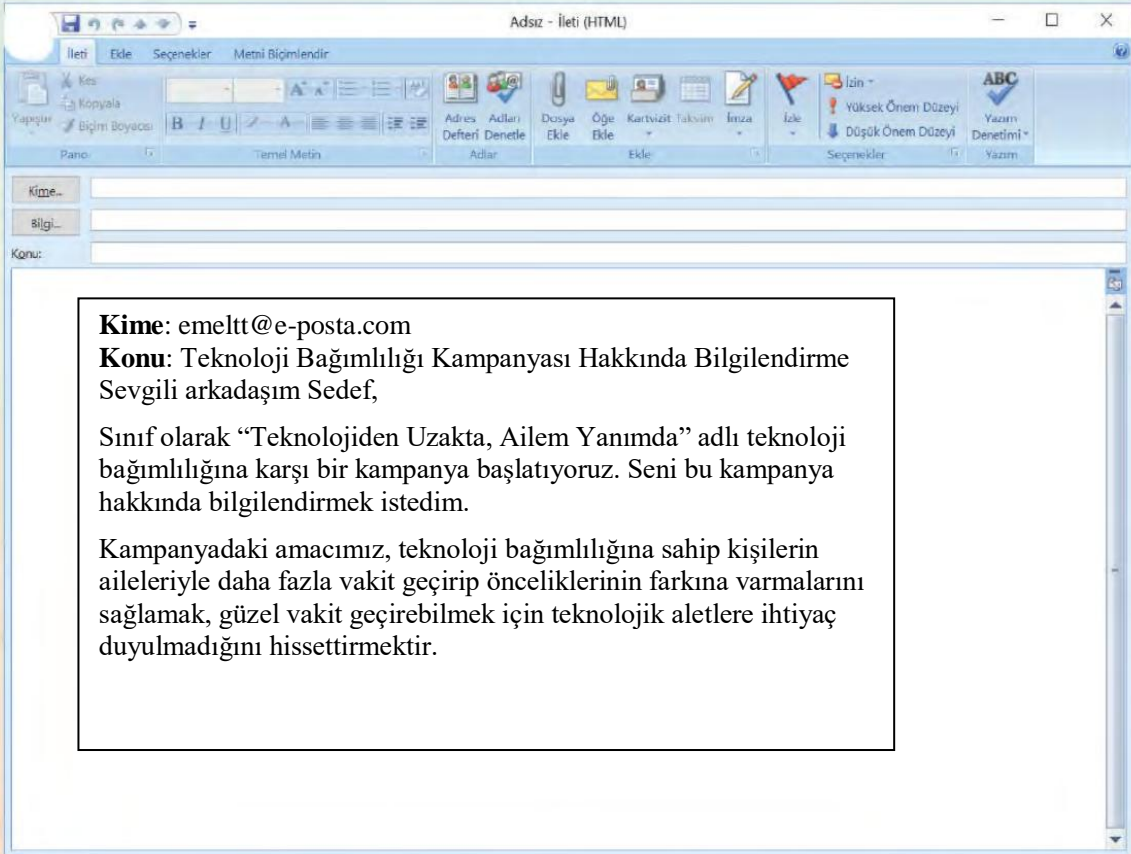 Adsız - İleti (HTML)
İleti Ekle Seçenekler Metni Biçimlendir
Yapıştır
Kes
Kopyala
Biçim Boyacısı
Pano
B I U
A A A
Temel Metin
Adres Defteri
Adları Denetle
Adlar
Dosya Ekle
Öğe Ekle
Kartvizit
Takvim
İmza
Ekle
İzle
İzin
Yüksek Önem Düzeyi
Düşük Önem Düzeyi
Seçenekler
ABC
Yazım Denetimi
Yazım
Kime...
Bilgi...
Konu:
Kime: emeltt@e-posta.com
Konu: Teknoloji Bağımlılığı Kampanyası Hakkında Bilgilendirme
Sevgili arkadaşım Sedef,
Sınıf olarak “Teknolojiden Uzakta, Ailem Yanımda” adlı teknoloji
bağımlılığına karşı bir kampanya başlatıyoruz. Seni bu kampanya
hakkında bilgilendirmek istedim.
Kampanyadaki amacımız, teknoloji bağımlılığına sahip kişilerin
aileleriyle daha fazla vakit geçirip önceliklerinin farkına varmalarını
sağlamak, güzel vakit geçirebilmek için teknolojik aletlere ihtiyaç
duyulmadığını hissettirmektir.